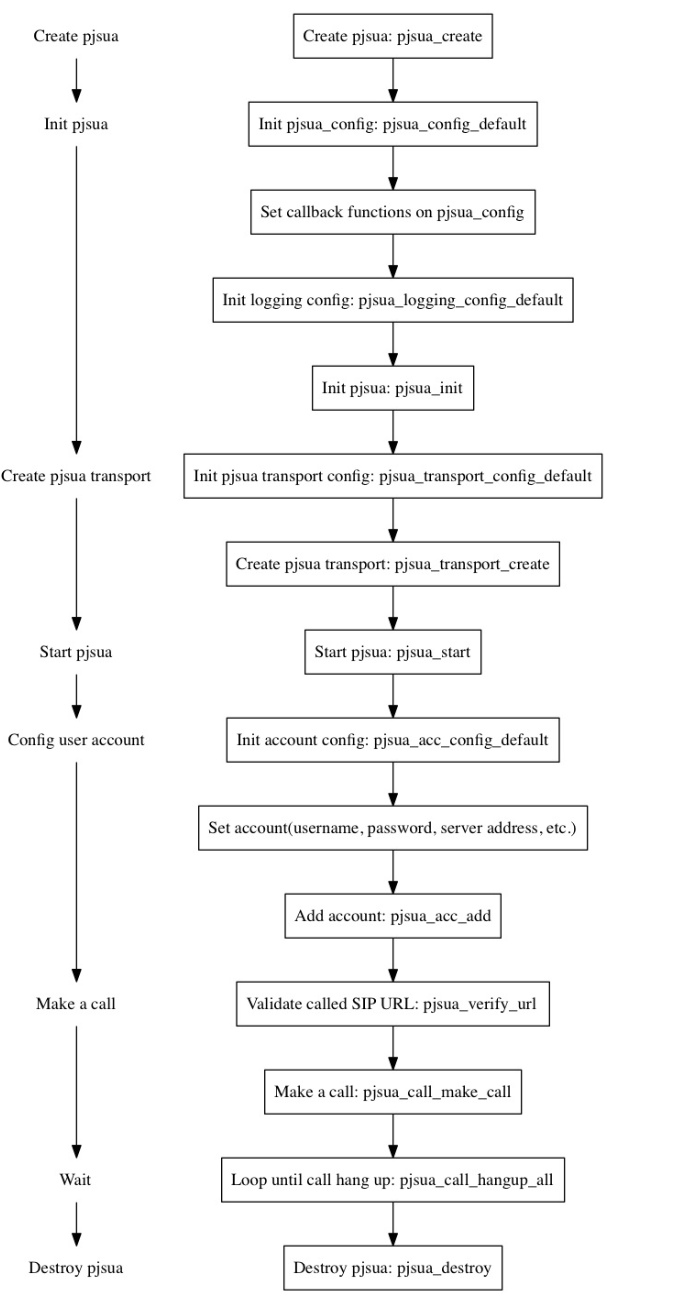 Create pjsua
Create pjsua: pjsua_create
Init pjsua
Init pjsua_config: pjsua_config_default
Set callback functions on pjsua_config
Init logging config: pjsua_logging_config_default
Init pjsua: pjsua_init
Create pjsua transport
Init pjsua transport config: pjsua_transport_config_default
Create pjsua transport: pjsua_transport_create
Start pjsua
Start pjsua: pjsua_start
Config user account
Init account config: pjsua_acc_config_default
Set account(username, password, server address, etc.)
Add account: pjsua_acc_add
Make a call
Validate called SIP URL: pjsua_verify_url
Make a call: pjsua_call_make_call
Wait
Loop until call hang up: pjsua_call_hangup_all
Destroy pjsua
Destroy pjsua: pjsua_destroy